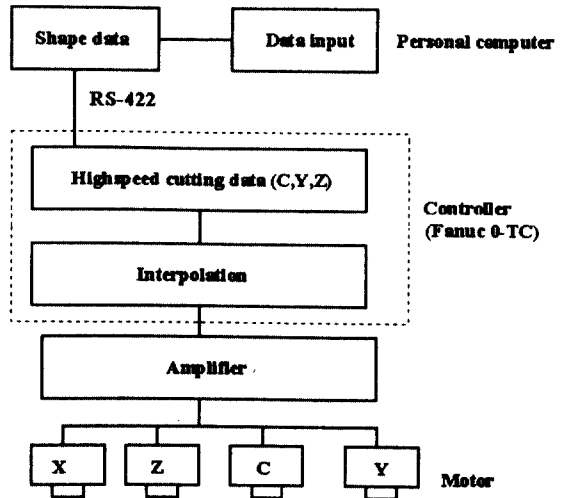 Shape data
Data input
Personal computer
RS-422
Highspeed cutting data (C,Y,Z)
Controller
(Fanuc 0-TC)
Interpolation
Amplifier
X
Z
C
Y
Motor